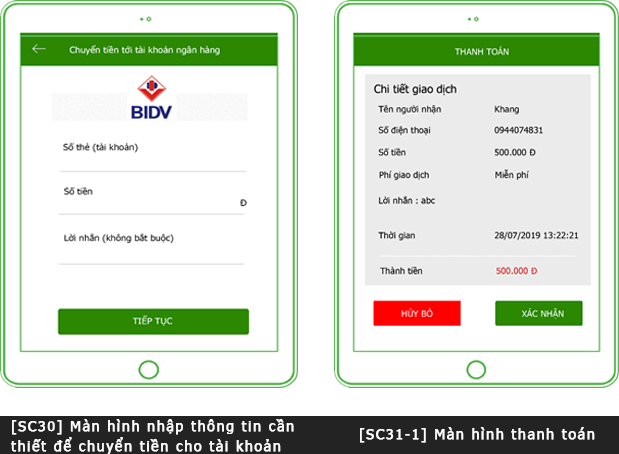 Chuyển tiền tới tài khoản ngân hàng
BIDV
Số thẻ (tài khoản)
Số tiền
Đ
Lời nhắn (không bắt buộc)
TIẾP TỤC
[SC30] Màn hình nhập thông tin cần
thiết để chuyển tiền cho tài khoản
THANH TOÁN
Chi tiết giao dịch
Tên người nhận Khang
Số điện thoại 0944074831
Số tiền 500.000 Đ
Phí giao dịch Miễn phí
Lời nhắn : abc
Thời gian 28/07/2019 13:22:21
Thành tiền 500.000 Đ
HỦY BỎ XÁC NHẬN
[SC31-1] Màn hình thanh toán